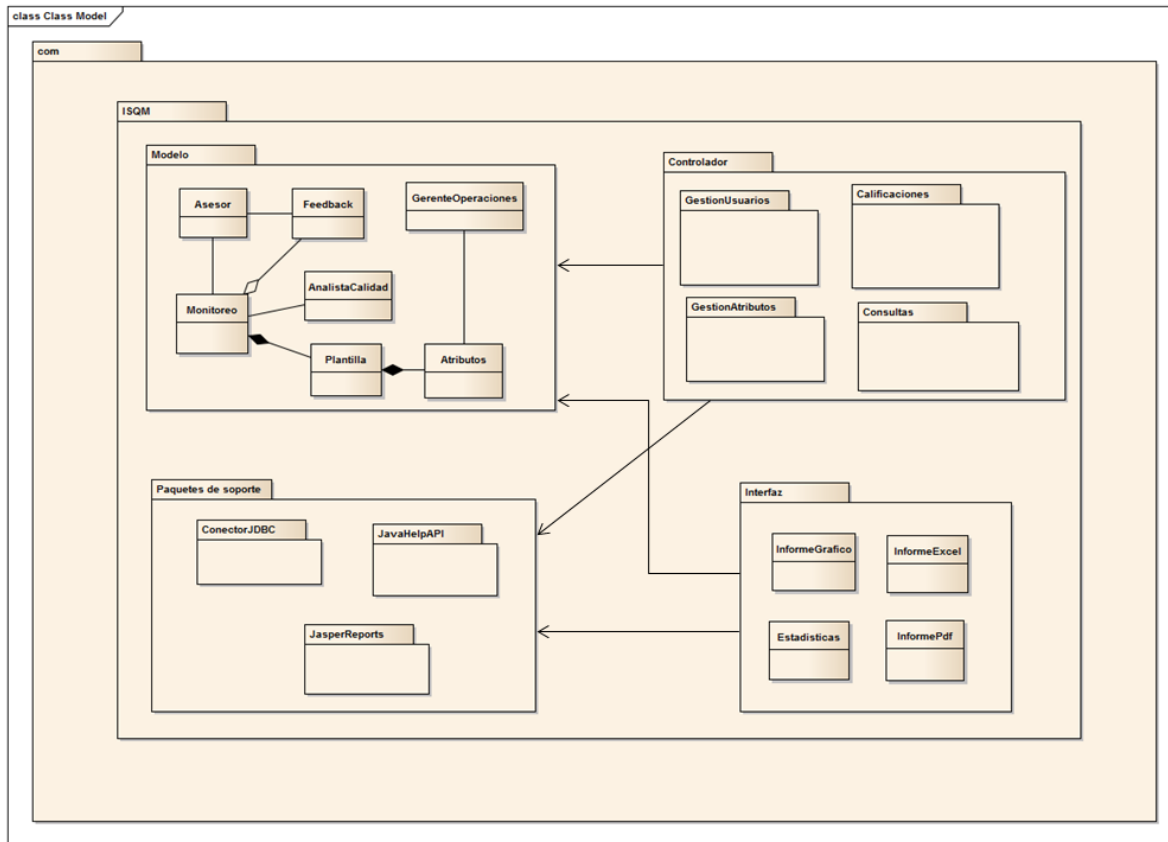 class Class Model
com
ISQM
Modelo
Asesor
Feedback
GerenteOperaciones
AnalistaCalidad
Monitoreo
Plantilla
Atributos
Controlador
GestionUsuarios
Calificaciones
GestionAtributos
Consultas
Paquetes de soporte
ConectorJDBC
JavaHelpAPI
JasperReports
Interfaz
InformeGrafico
InformeExcel
Estadisticas
InformePdf